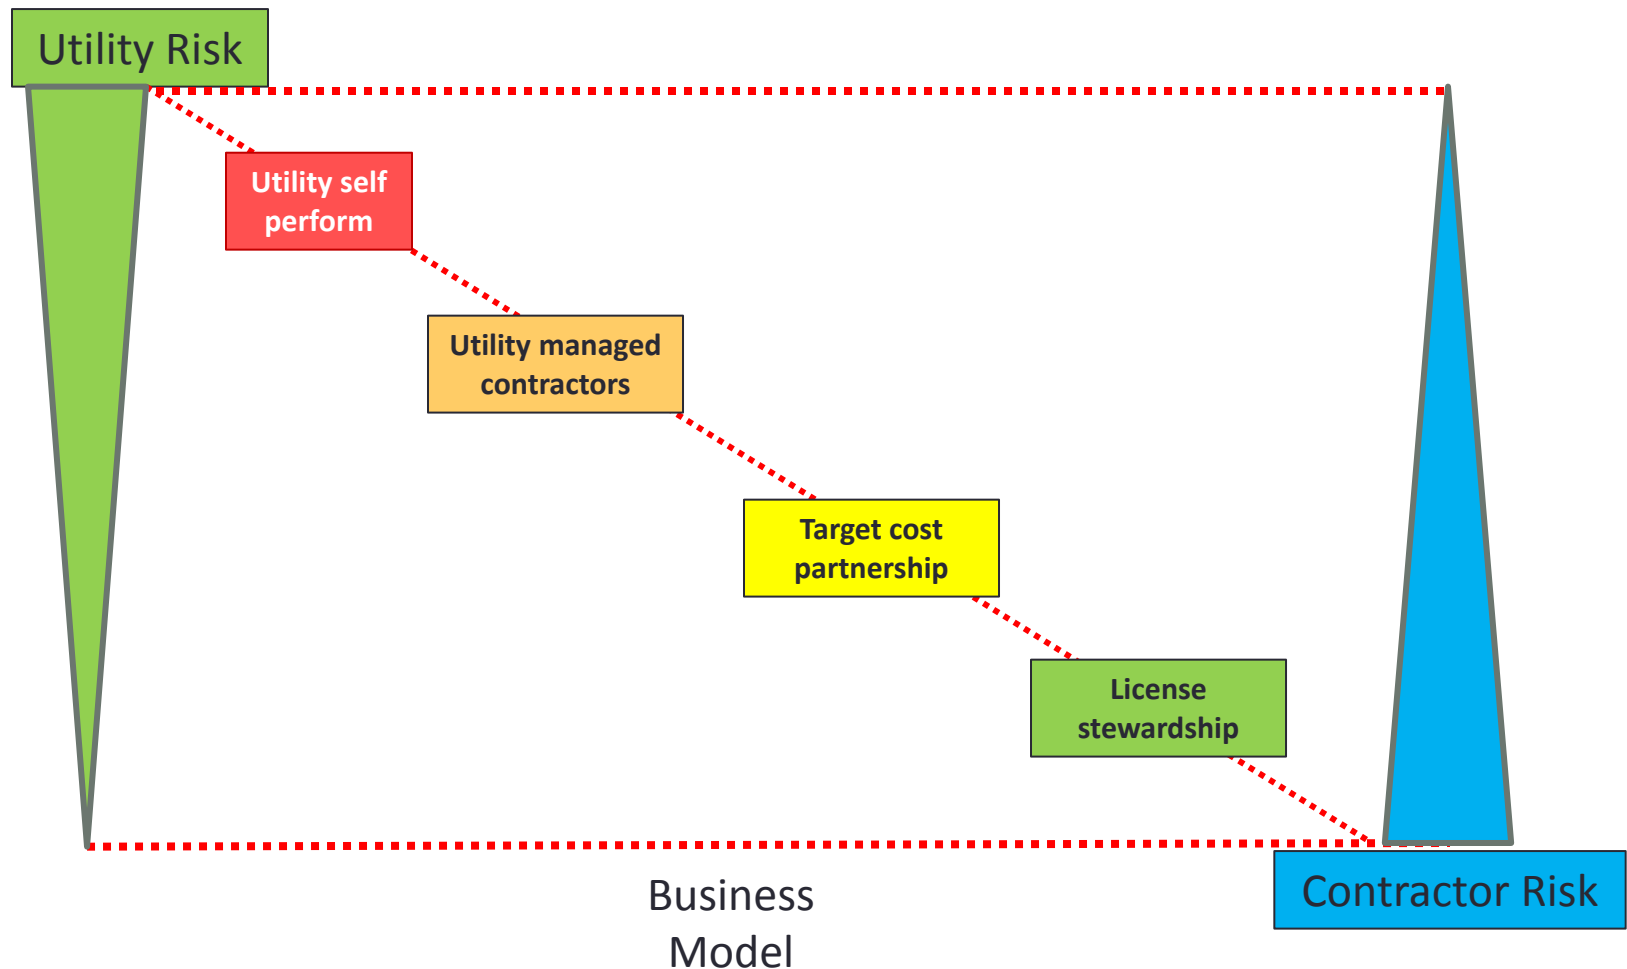 Utility Risk
Utility self
perform
Utility managed
contractors
Target cost
partnership
License
stewardship
Contractor Risk
Business
Model